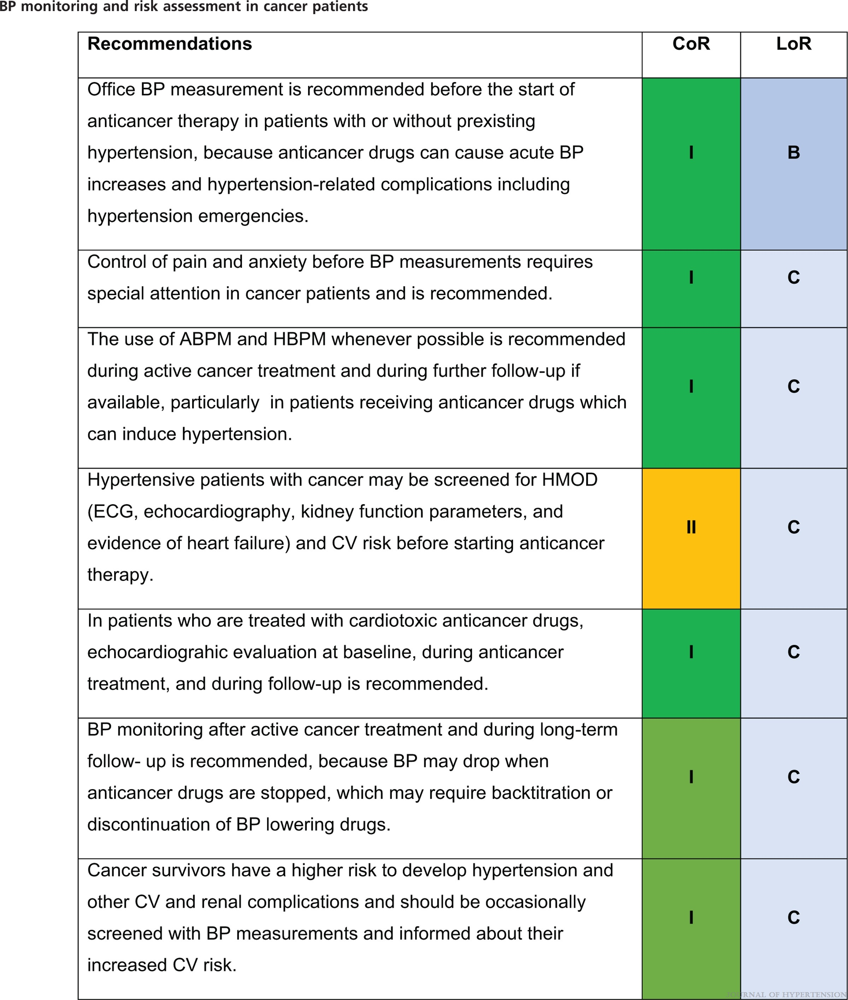 BP monitoring and risk assessment in cancer patients
Recommendations CoR LoR
Office BP measurement is recommended before the start of
anticancer therapy in patients with or without prexisting
hypertension, because anticancer drugs can cause acute BP
increases and hypertension-related complications including
hypertension emergencies.
I B
Control of pain and anxiety before BP measurements requires
special attention in cancer patients and is recommended.
I C
The use of ABPM and HBPM whenever possible is recommended
during active cancer treatment and during further follow-up if
available, particularly  in patients receiving anticancer drugs which
can induce hypertension.
I C
Hypertensive patients with cancer may be screened for HMOD
(ECG, echocardiography, kidney function parameters, and
evidence of heart failure) and CV risk before starting anticancer
therapy.
II C
In patients who are treated with cardiotoxic anticancer drugs,
echocardiograhic evaluation at baseline, during anticancer
treatment, and during follow-up is recommended.
I C
BP monitoring after active cancer treatment and during long-term
follow- up is recommended, because BP may drop when
anticancer drugs are stopped, which may require backtitration or
discontinuation of BP lowering drugs.
I C
Cancer survivors have a higher risk to develop hypertension and
other CV and renal complications and should be occasionally
screened with BP measurements and informed about their
increased CV risk.
I C
JOURNAL OF HYPERTENSION